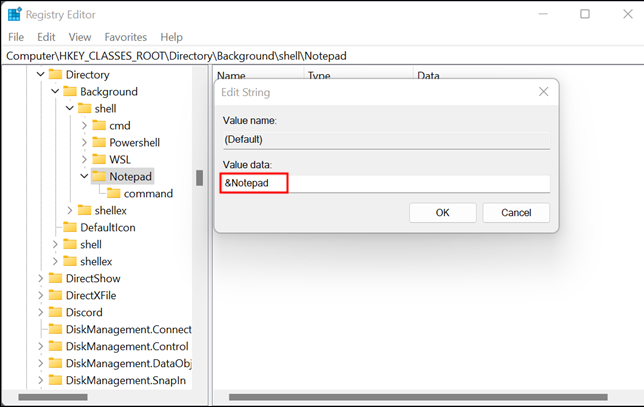 Registry Editor
File Edit View Favorites Help
Computer\HKEY_CLASSES_ROOT\Directory\Background\shell\Notepad
Directory
Background
shell
cmd
Powershell
WSL
Notepad
command
shellex
DefaultIcon
shell
shellex
DirectShow
DirectXFile
Discord
DiskManagement.Connect
DiskManagement.Control
DiskManagement.DataObj
DiskManagement.SnapIn
Name Type Data
Edit String
Value name:
(Default)
Value data:
&Notepad
OK Cancel